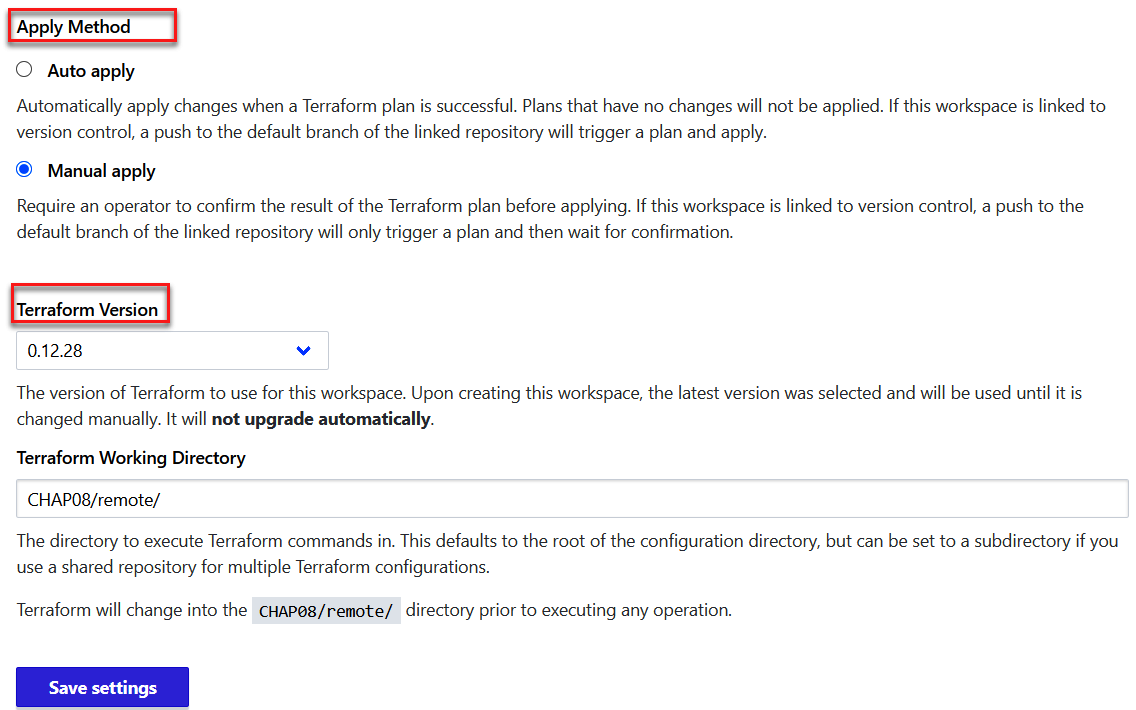 Apply Method
Auto apply
Automatically apply changes when a Terraform plan is successful. Plans that have no changes will not be applied. If this workspace is linked to
version control, a push to the default branch of the linked repository will trigger a plan and apply.
Manual apply
Require an operator to confirm the result of the Terraform plan before applying. If this workspace is linked to version control, a push to the
default branch of the linked repository will only trigger a plan and then wait for confirmation.
Terraform Version
0.12.28
The version of Terraform to use for this workspace. Upon creating this workspace, the latest version was selected and will be used until it is
changed manually. It will not upgrade automatically.
Terraform Working Directory
CHAP08/remote/
The directory to execute Terraform commands in. This defaults to the root of the configuration directory, but can be set to a subdirectory if you
use a shared repository for multiple Terraform configurations.
Terraform will change into the CHAP08/remote/ directory prior to executing any operation.
Save settings